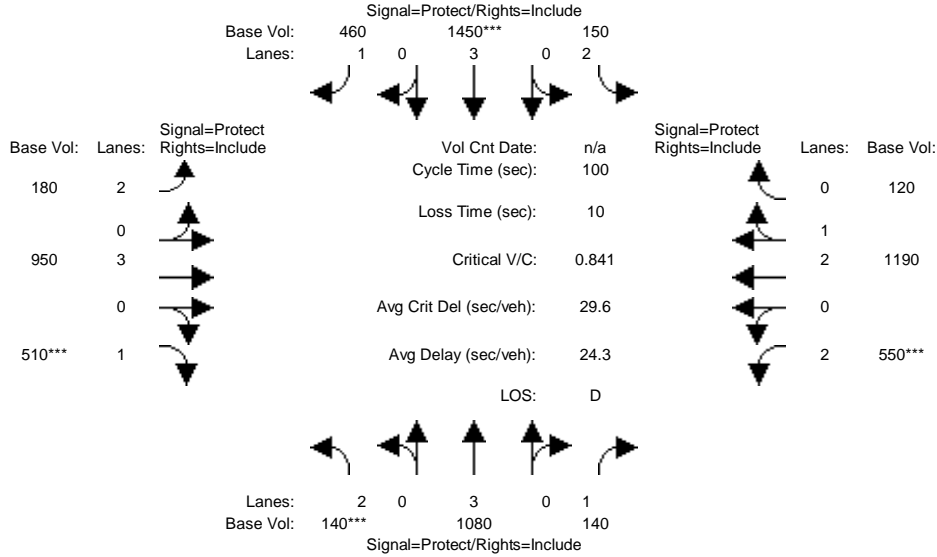 Signal=Protect/Rights=Include
Base Vol: 460 1450*** 150
Lanes: 1 0 3 0 2
Signal=Protect Signal=Protect
Base Vol: Lanes: Rights=Include Vol Cnt Date: n/a Rights=Include Lanes: Base Vol:
Cycle Time (sec): 100
180 2 0 120
Loss Time (sec): 10
0 1
950 3 Critical V/C: 0.841 2 1190
0 Avg Crit Del (sec/veh): 29.6 0
510*** 1 Avg Delay (sec/veh): 24.3 2 550***
LOS: D
Lanes: 2 0 3 0 1
Base Vol: 140*** 1080 140
Signal=Protect/Rights=Include